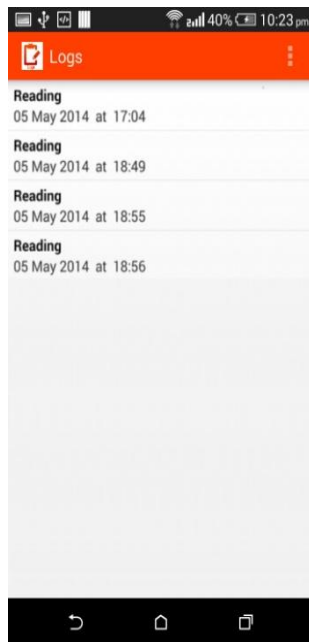 40% 10:23 pm
Logs
Reading
05 May 2014 at 17:04
Reading
05 May 2014 at 18:49
Reading
05 May 2014 at 18:55
Reading
05 May 2014 at 18:56